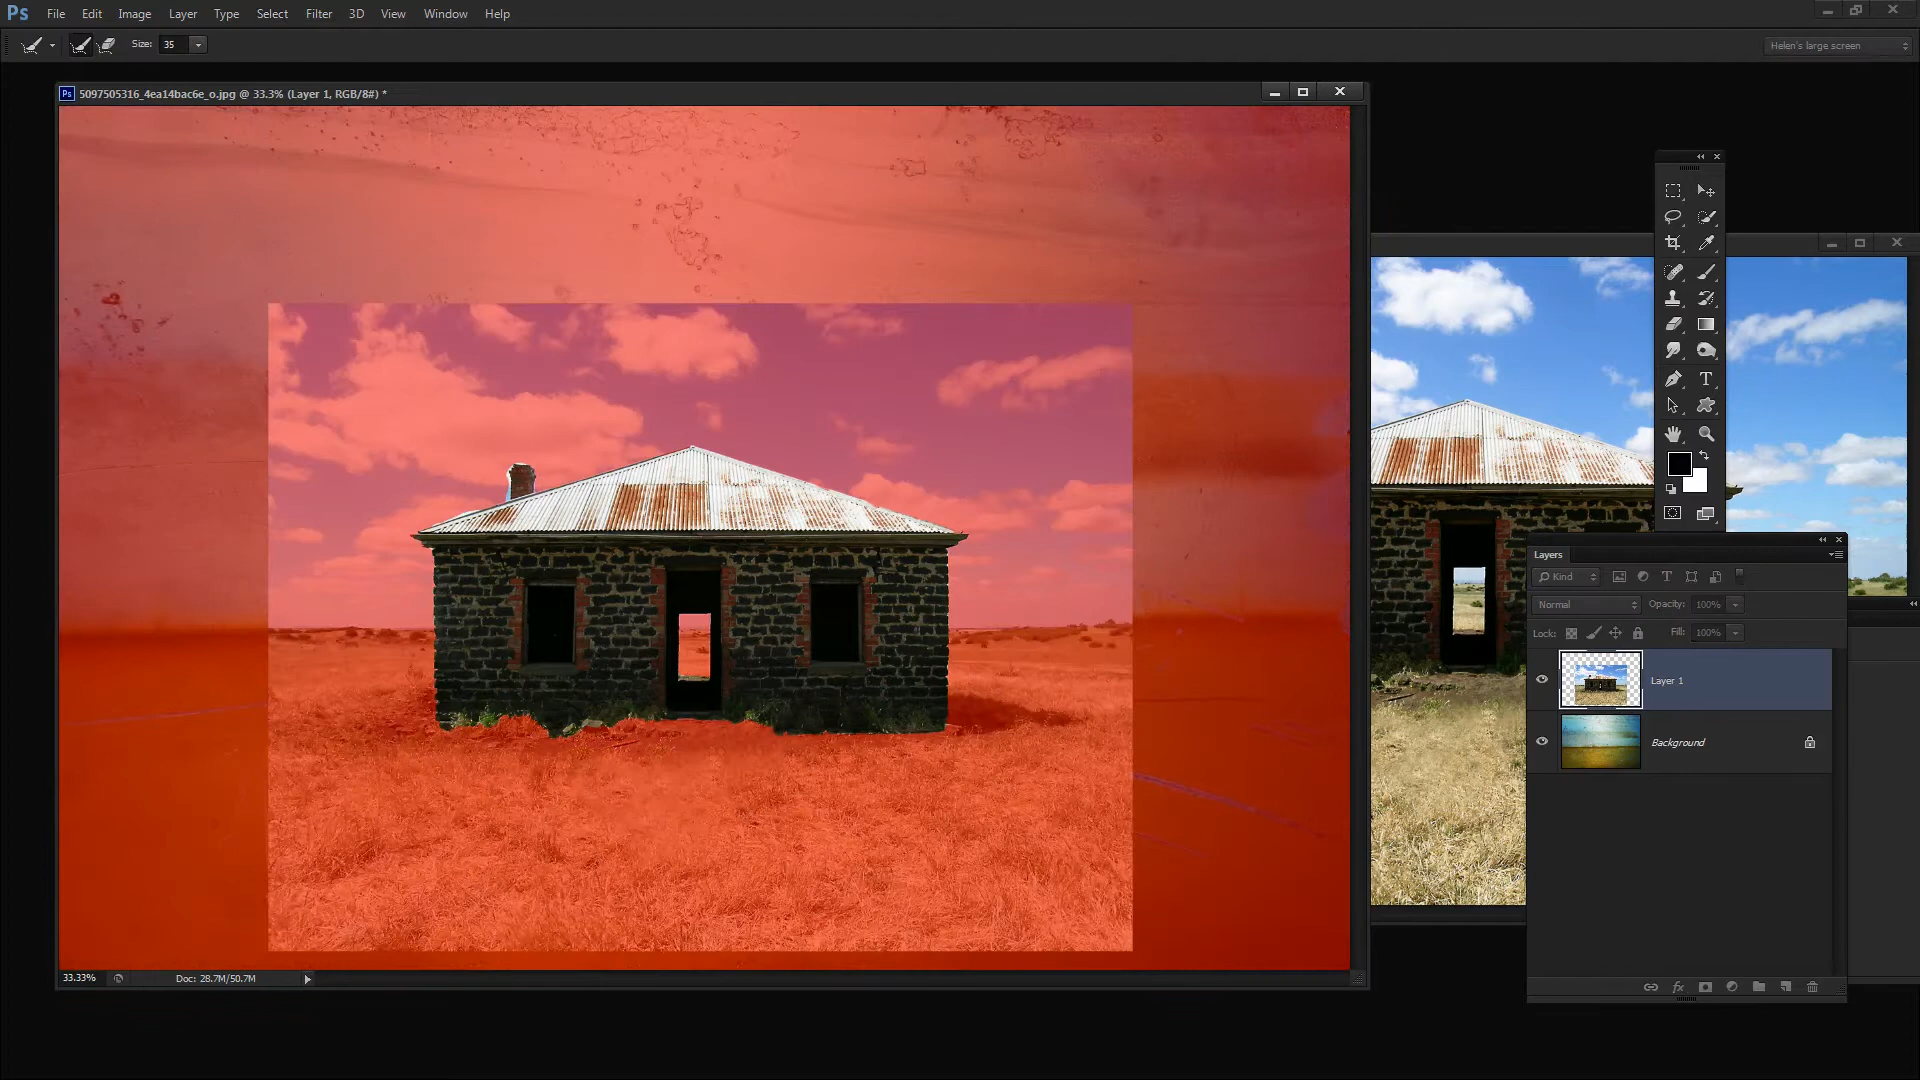 Ps File Edit Image Layer Type Select Filter 3D View Window Help
Size: 35
Helen's large screen
Ps 5097505316_4ea14bac6e_o.jpg @ 33.3% (Layer 1, RGB/8#) *
T
Layers
Kind T
Normal Opacity: 100%
Lock: Fill: 100%
Layer 1
Background
33.33% Doc: 28.7M/50.7M
fx